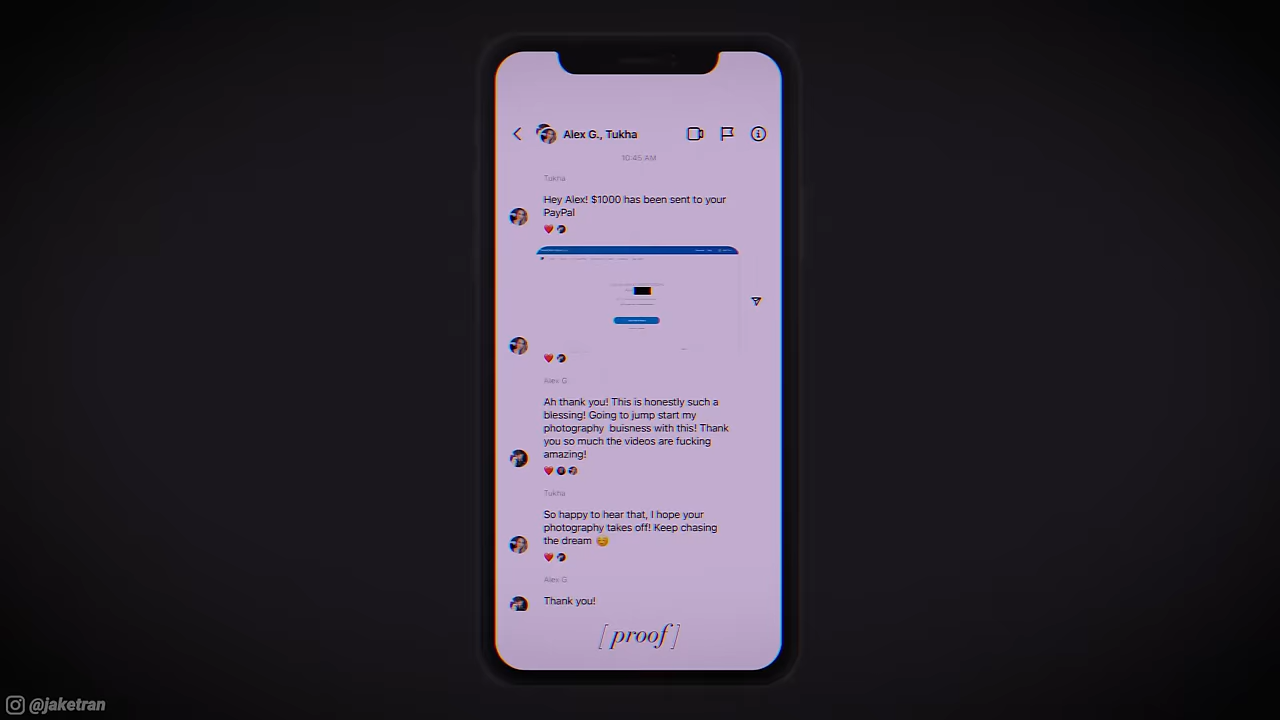 Alex G., Tukha
10:45 AM
Tukha
Hey Alex! $1000 has been sent to your
PayPal
Alex G
Ah thank you! This is honestly such a
blessing! Going to jump start my
photography buisness with this! Thank
you so much the videos are fucking
amazing!
Tukha
So happy to hear that, I hope your
photography takes off! Keep chasing
the dream 😊
Alex G
Thank you!
[ proof ]
@jaketran